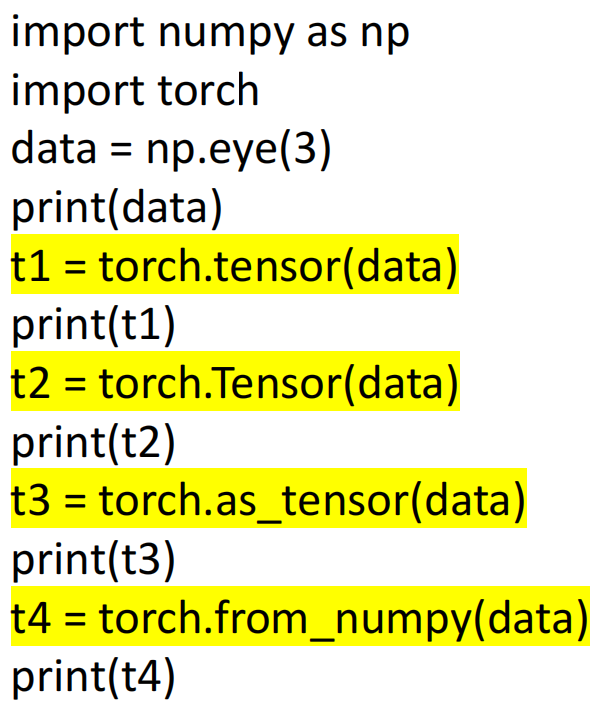 import numpy as np
import torch
data = np.eye(3)
print(data)
t1 = torch.tensor(data)
print(t1)
t2 = torch.Tensor(data)
print(t2)
t3 = torch.as_tensor(data)
print(t3)
t4 = torch.from_numpy(data)
print(t4)